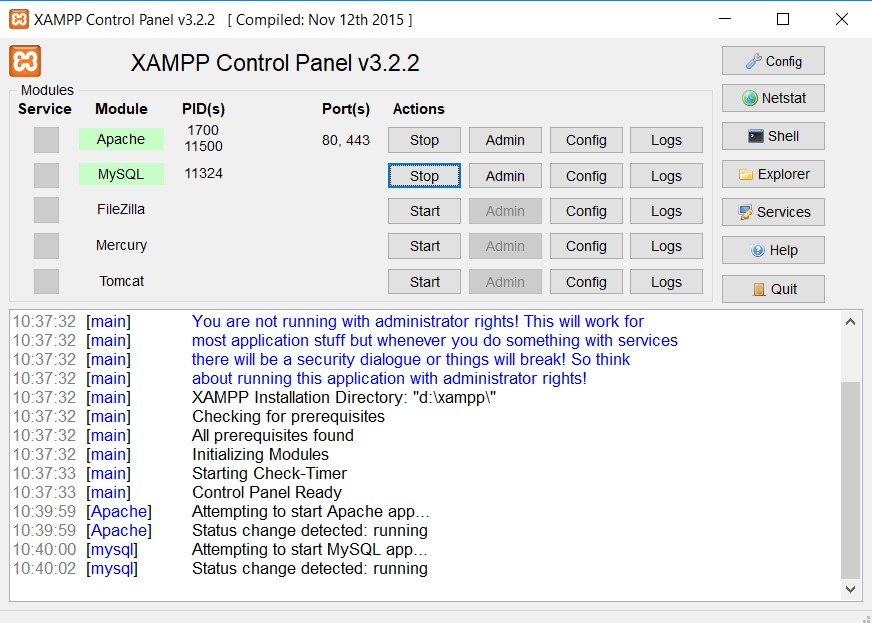 XAMPP Control Panel v3.2.2 [ Compiled: Nov 12th 2015 ]
XAMPP Control Panel v3.2.2
Config
Modules
Service Module PID(s) Port(s) Actions
Netstat
Apache 1700 11500 80, 443 Stop Admin Config Logs
Shell
MySQL 11324 Stop Admin Config Logs
Explorer
FileZilla Start Admin Config Logs
Services
Mercury Start Admin Config Logs
Help
Tomcat Start Admin Config Logs
Quit
10:37:32 [main] You are not running with administrator rights! This will work for
10:37:32 [main] most application stuff but whenever you do something with services
10:37:32 [main] there will be a security dialogue or things will break! So think
10:37:32 [main] about running this application with administrator rights!
10:37:32 [main] XAMPP Installation Directory: "d:\xampp\"
10:37:32 [main] Checking for prerequisites
10:37:32 [main] All prerequisites found
10:37:32 [main] Initializing Modules
10:37:33 [main] Starting Check-Timer
10:37:33 [main] Control Panel Ready
10:39:59 [Apache] Attempting to start Apache app...
10:39:59 [Apache] Status change detected: running
10:40:00 [mysql] Attempting to start MySQL app...
10:40:02 [mysql] Status change detected: running